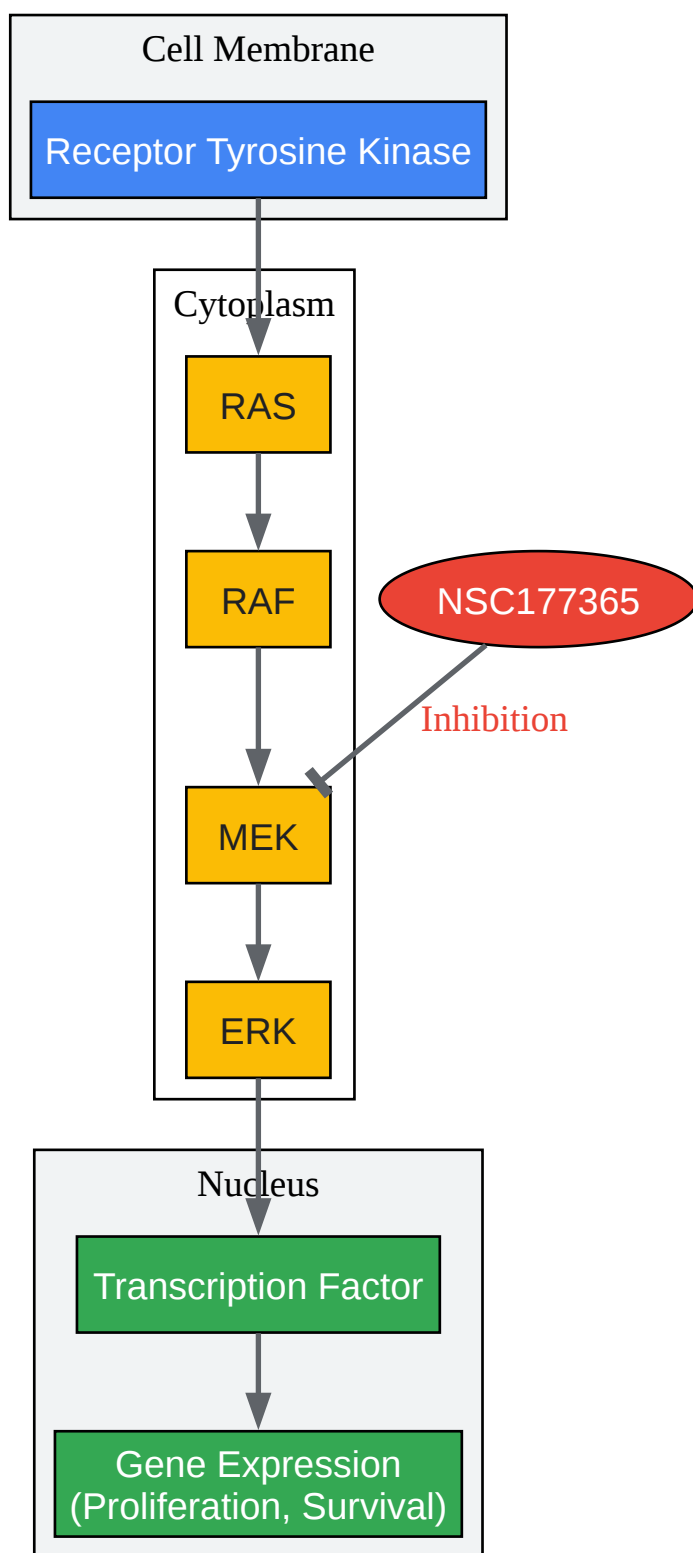 Cell Membrane
Receptor Tyrosine Kinase
Cytoplasm
RAS
RAF
NSC177365
Inhibition
MEK
ERK
Nucleus
Transcription Factor
Gene Expression
(Proliferation, Survival)